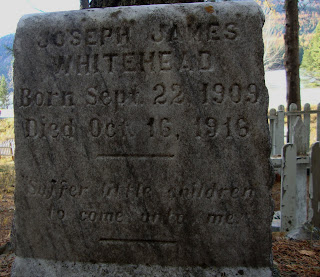 JOSEPH JAMES
WHITEHEAD
Born Sept. 22, 1909
Died Oct. 16, 1916
Suffer little children
to come unto me